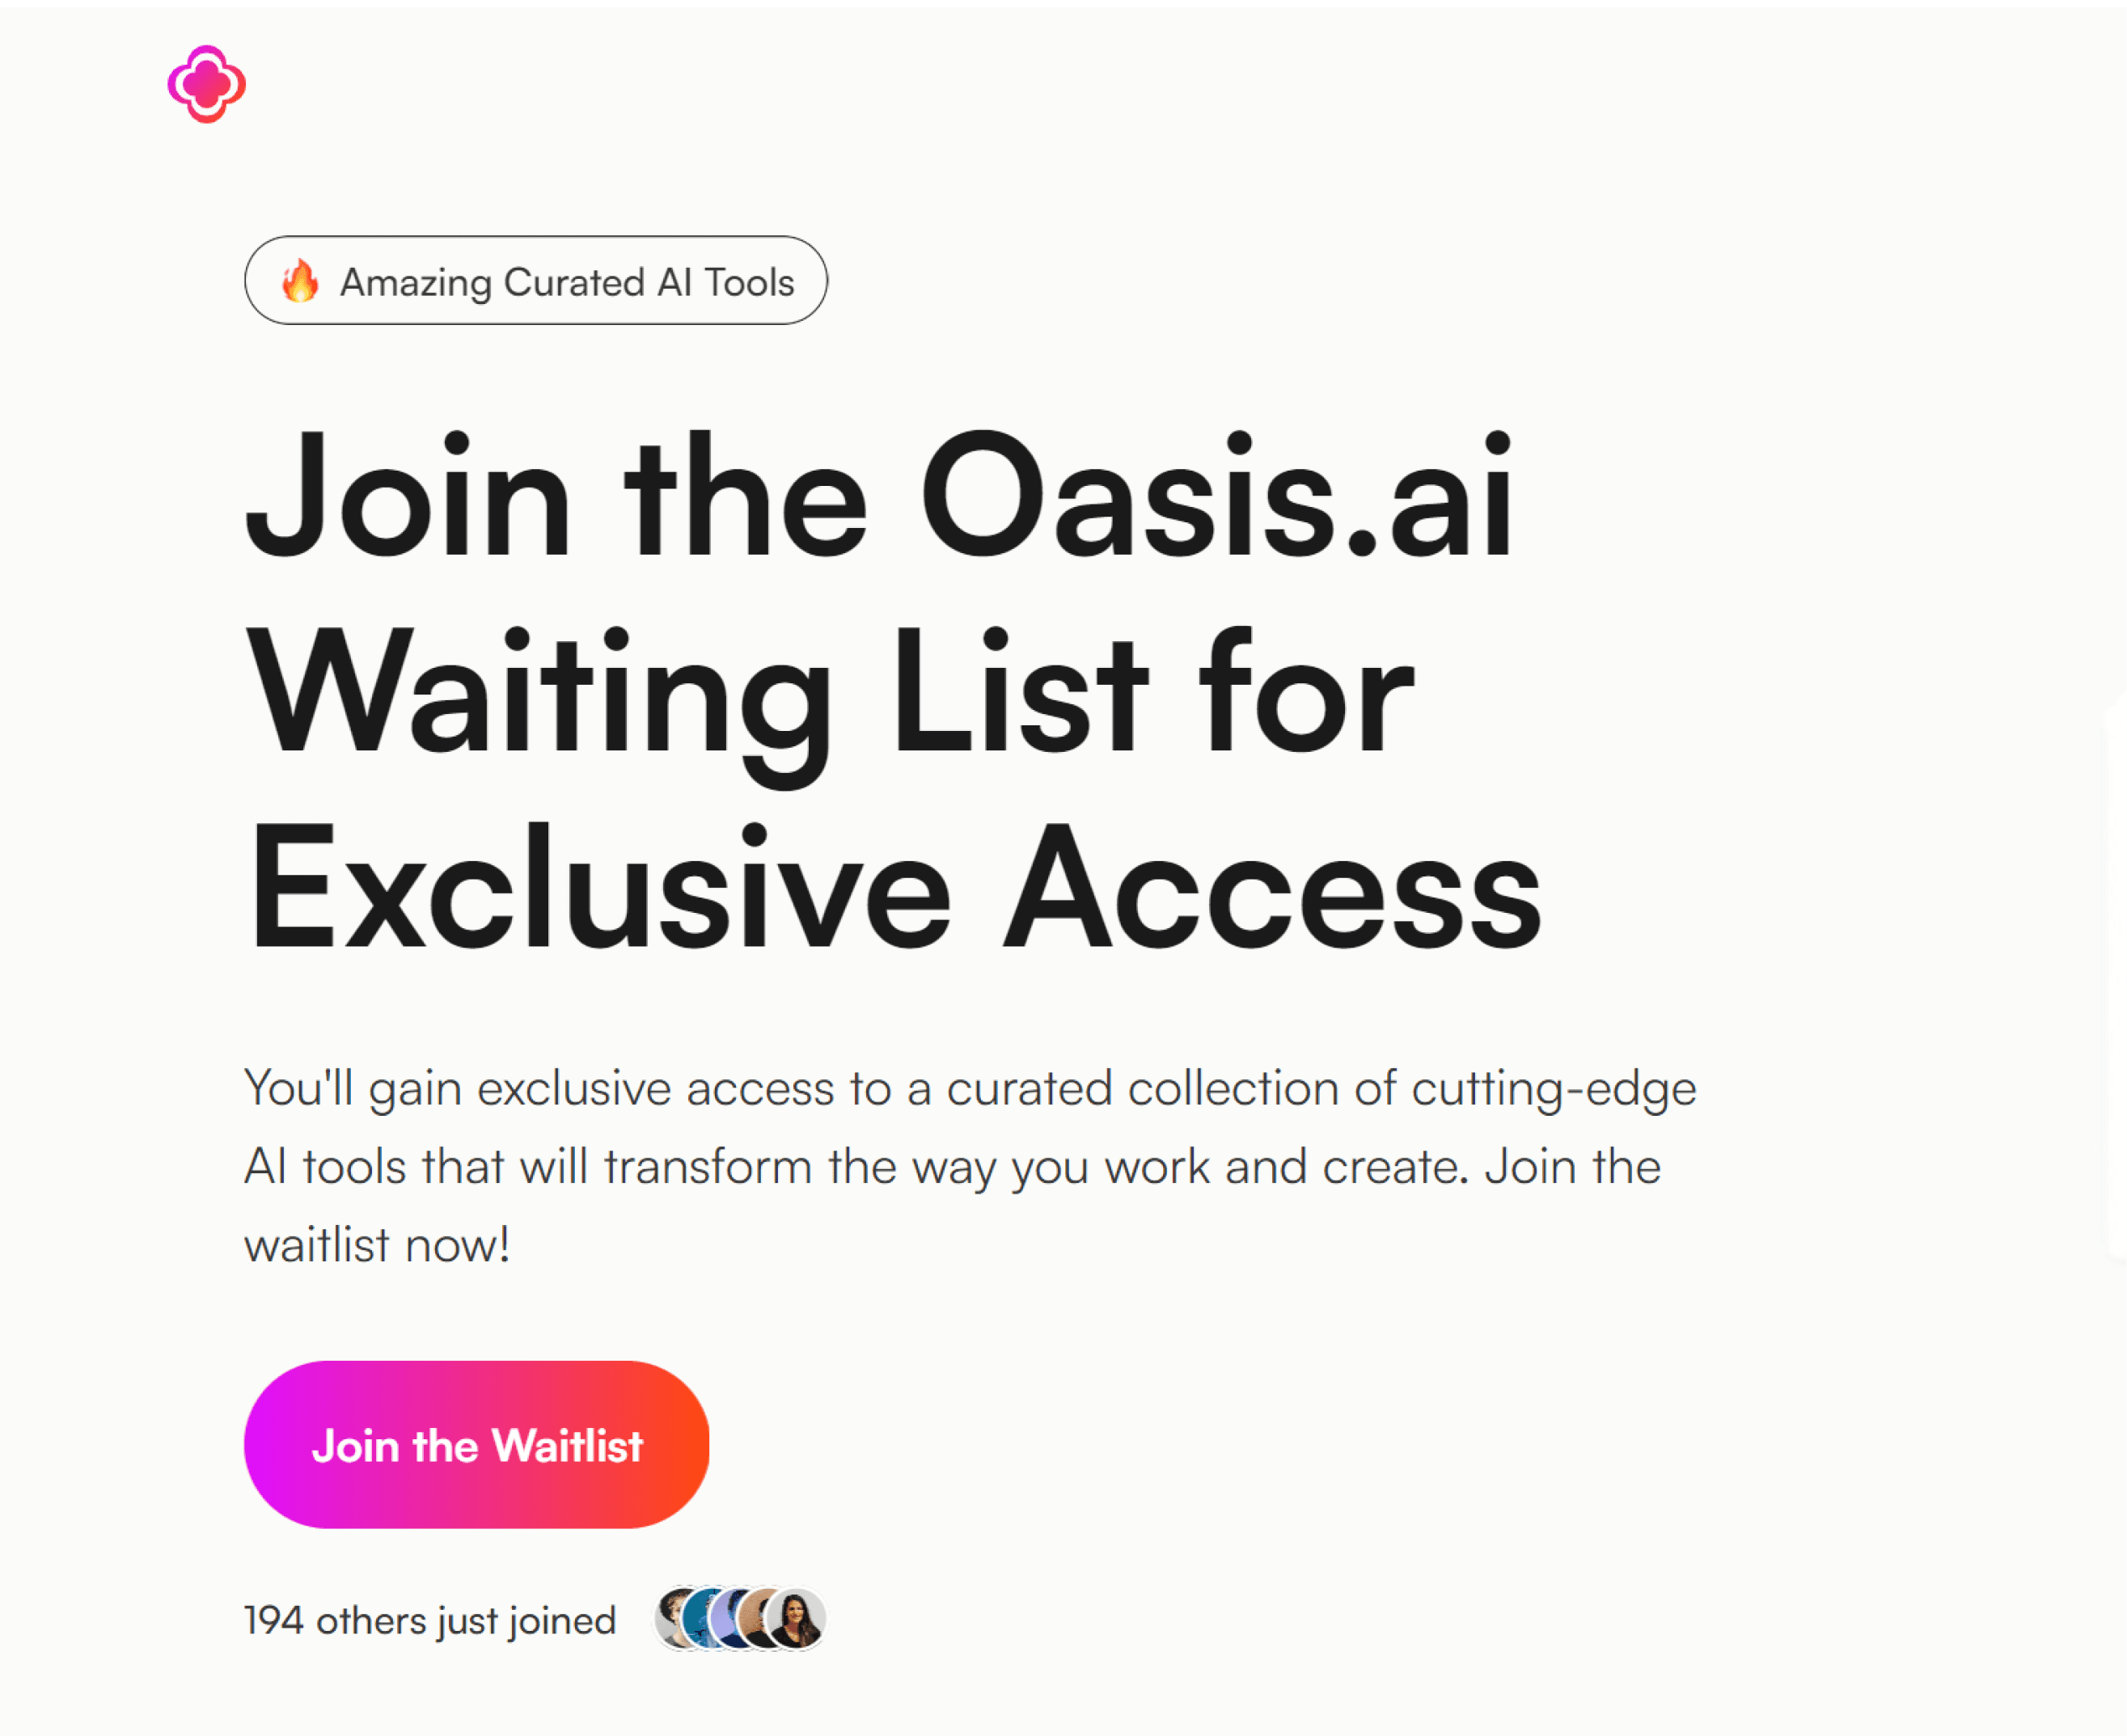 🔥 Amazing Curated AI Tools
Join the Oasis.ai
Waiting List for
Exclusive Access
You'll gain exclusive access to a curated collection of cutting-edge
AI tools that will transform the way you work and create. Join the
waitlist now!
Join the Waitlist
194 others just joined